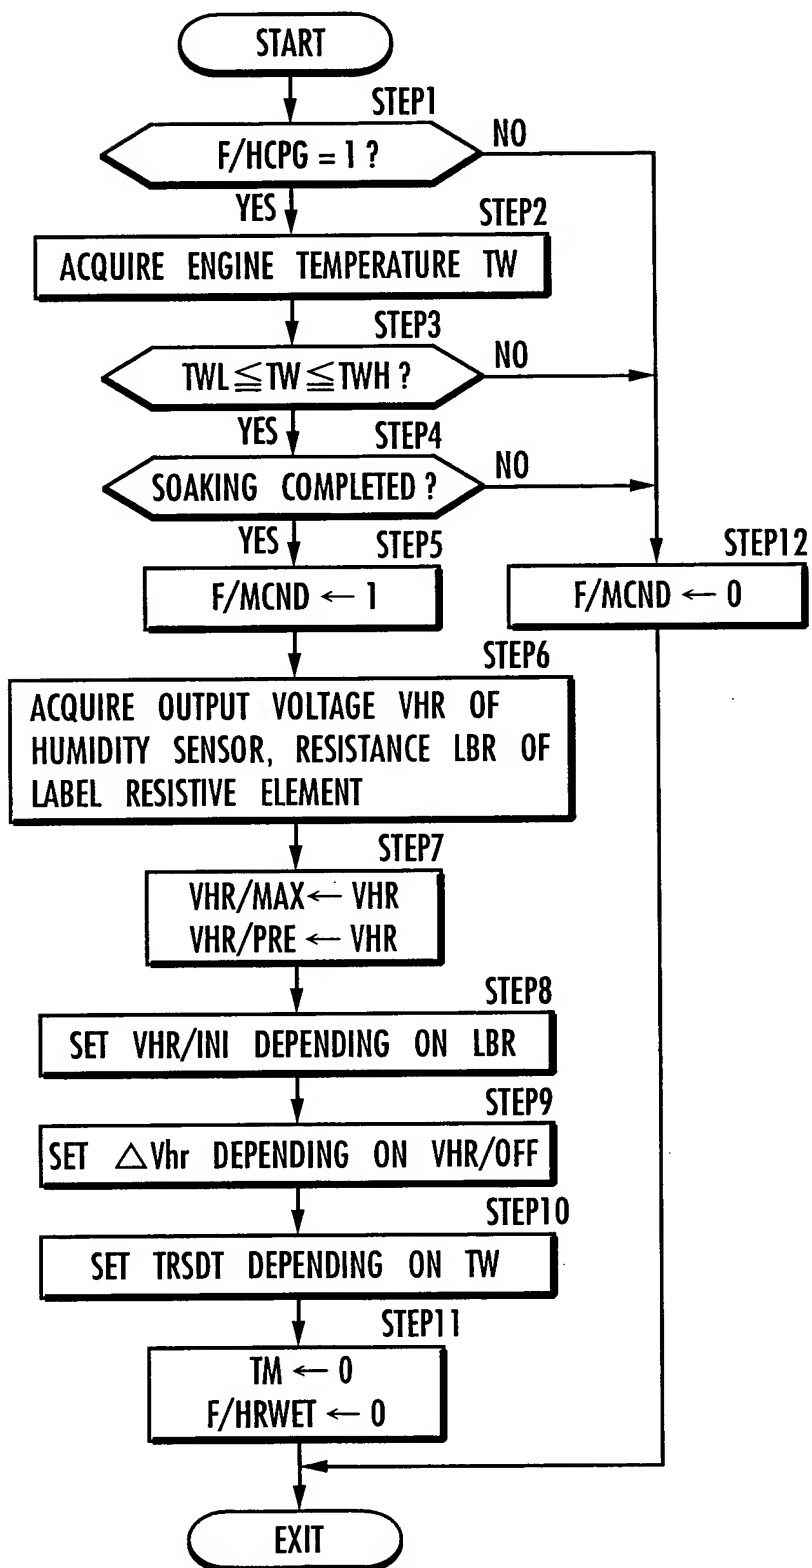 START
STEP1
F/HCPG = 1 ?
NO
YES
STEP2
ACQUIRE ENGINE TEMPERATURE TW
STEP3
TWL ≦ TW ≦ TWH ?
NO
YES
STEP4
SOAKING COMPLETED ?
NO
YES
STEP5
F/MCND ← 1
STEP12
F/MCND ← 0
STEP6
ACQUIRE OUTPUT VOLTAGE VHR OF
HUMIDITY SENSOR, RESISTANCE LBR OF
LABEL RESISTIVE ELEMENT
STEP7
VHR/MAX ← VHR
VHR/PRE ← VHR
STEP8
SET VHR/INI DEPENDING ON LBR
STEP9
SET △Vhr DEPENDING ON VHR/OFF
STEP10
SET TRSDT DEPENDING ON TW
STEP11
TM ← 0
F/HRWET ← 0
EXIT